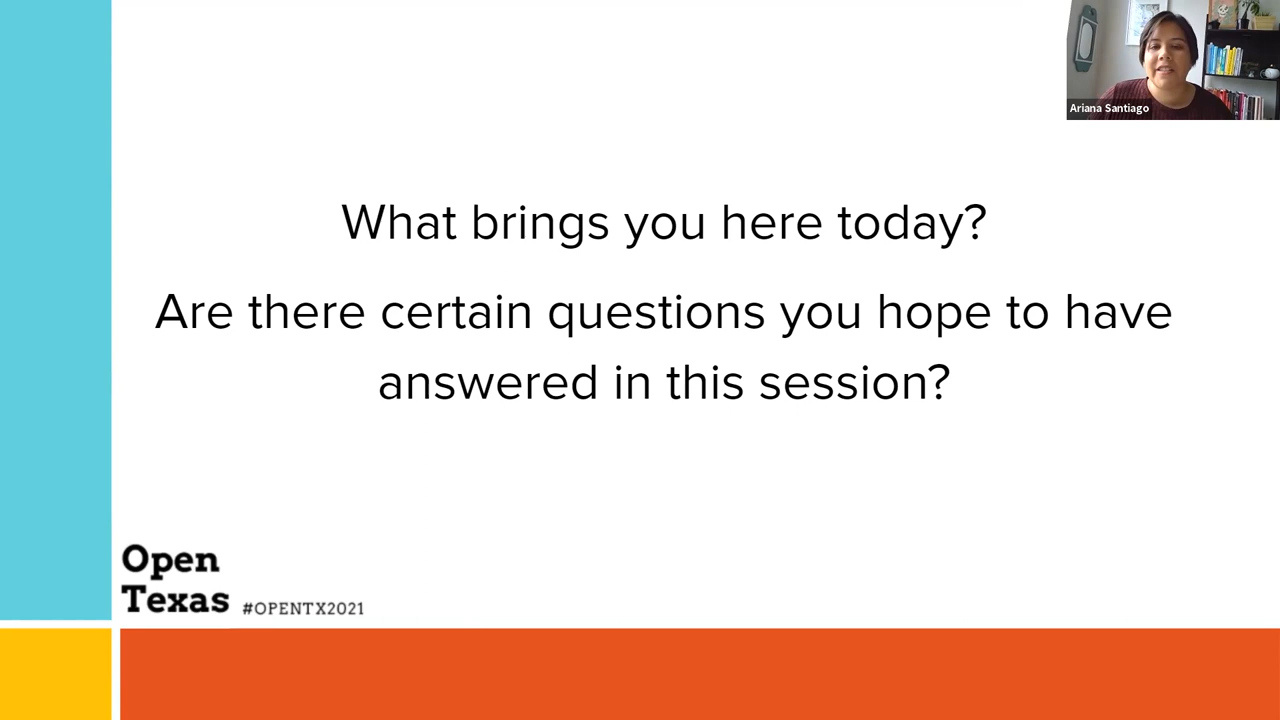 Ariana Santiago
What brings you here today?
Are there certain questions you hope to have
answered in this session?
Open
Texas #OPENTX2021